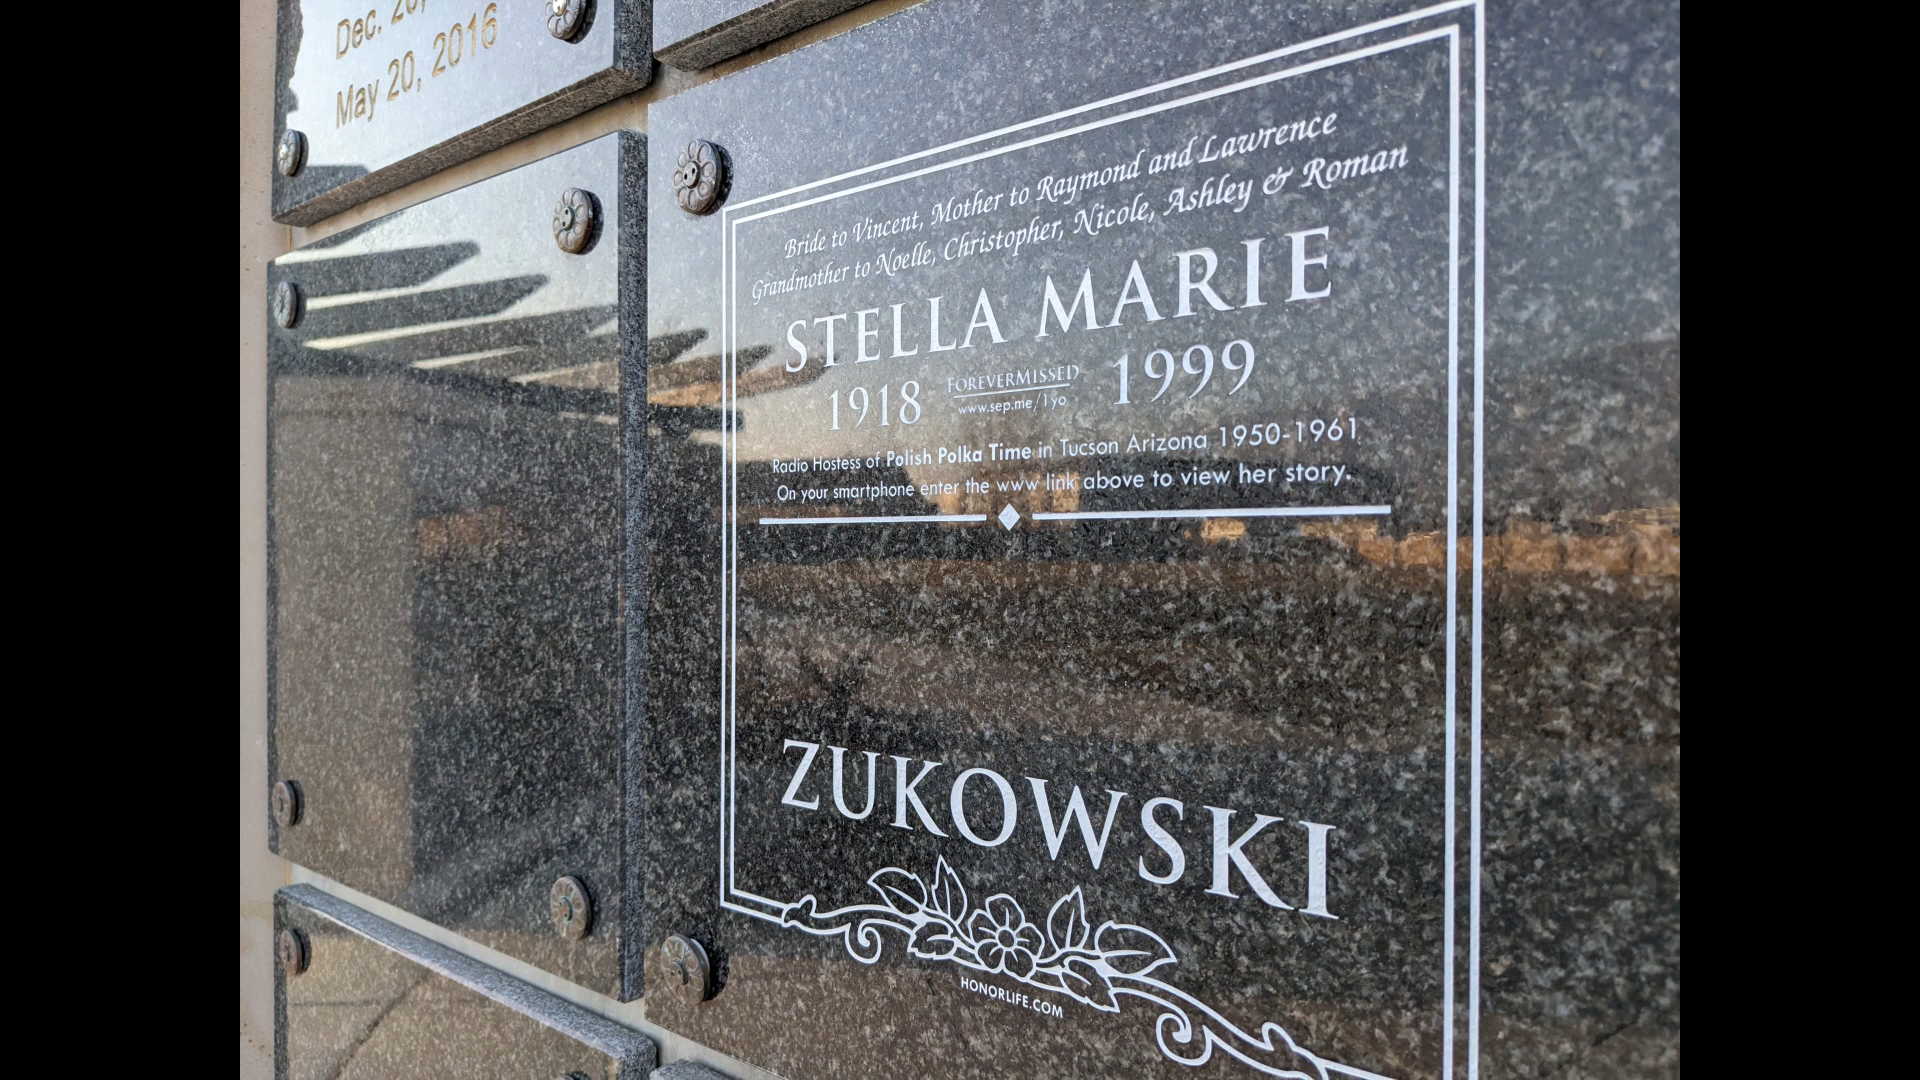 Dec. 20,
May 20, 2016
Bride to Vincent, Mother to Raymond and Lawrence
Grandmother to Noelle, Christopher, Nicole, Ashley & Roman
STELLA MARIE
1918 FOREVERMISSED 1999
www.sep.me/1yo
Radio Hostess of Polish Polka Time in Tucson Arizona 1950-1961
On your smartphone enter the www link above to view her story.
ZUKOWSKI
HONORLIFE.COM